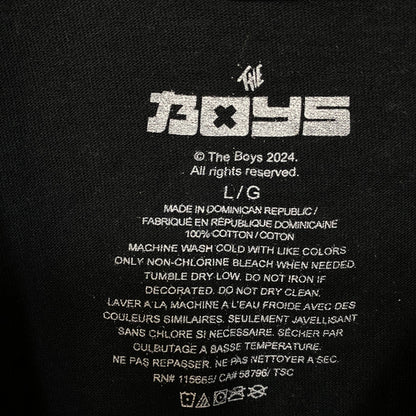 THE
BOYS
© The Boys 2024.
All rights reserved.
L/G
MADE IN DOMINICAN REPUBLIC /
FABRIQUÉ EN RÉPUBLIQUE DOMINICAINE
100% COTTON / COTON
MACHINE WASH COLD WITH LIKE COLORS
ONLY NON-CHLORINE BLEACH WHEN NEEDED.
TUMBLE DRY LOW. DO NOT IRON IF
DECORATED. DO NOT DRY CLEAN.
LAVER A LA MACHINE A L'EAU FROIDE AVEC DES
COULEURS SIMILAIRES. SEULEMENT JAVELLISANT
SANS CHLORE SI NECESSAIRE. SÉCHER PAR
CULBUTAGE A BASSE TEMPERATURE.
NE PAS REPASSER. NE PAS NETTOYER A SEC.
RN# 115665/ CA# 58796/ TSC